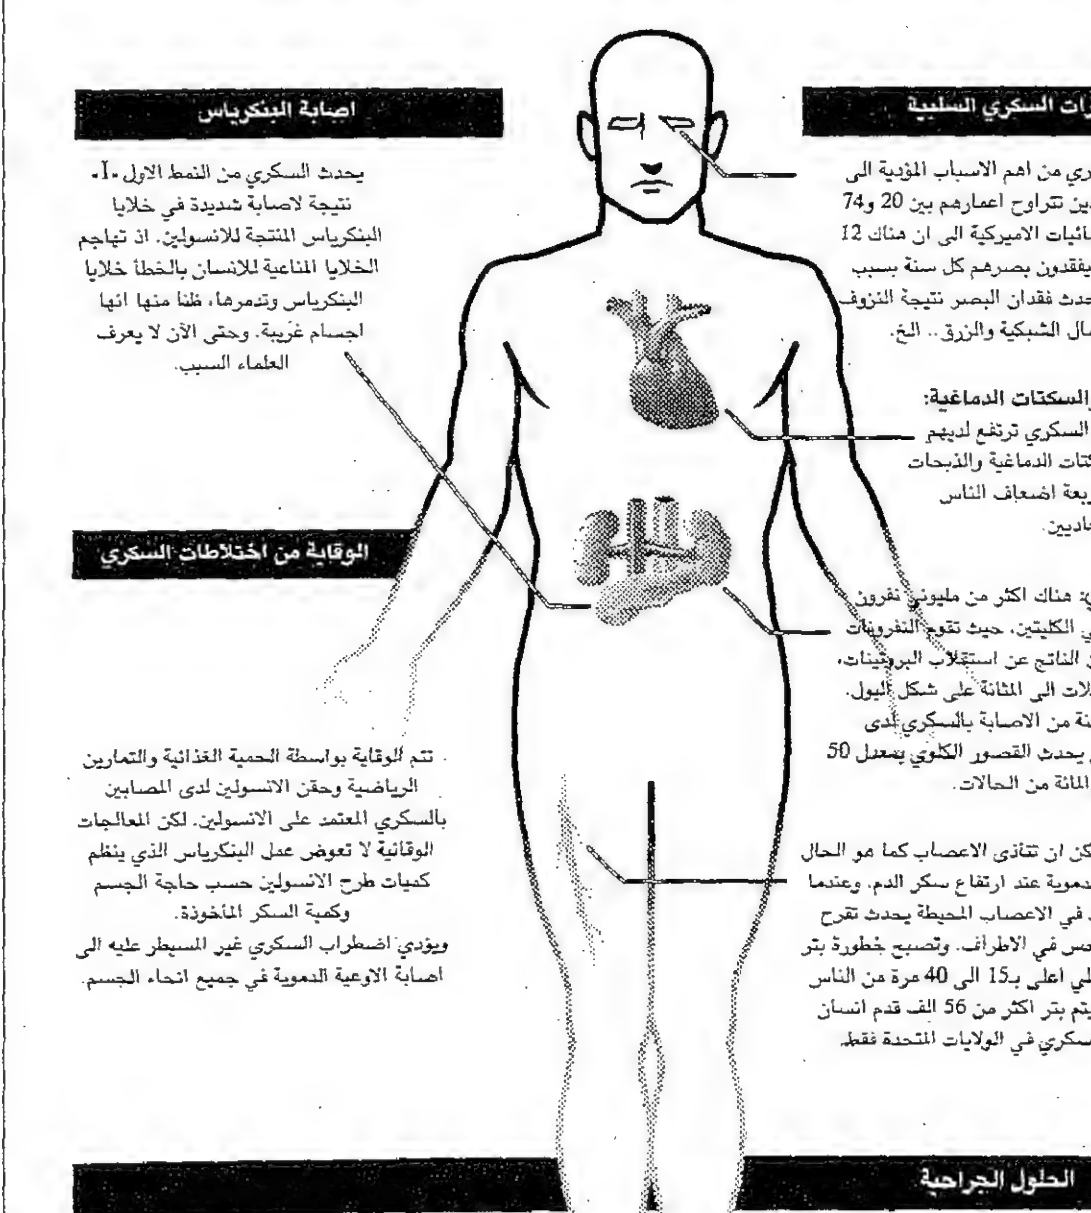 ات السكري السلبية
ري من اهم الاسباب المؤدية الى
ين تتراوح اعمارهم بين 20 و74
ائيات الاميركية الى ان هناك 12
يفقدون بصرهم كل سنة بسبب
حدث فقدان البصر نتيجة النزوف
ال الشبكية والزرق .. الخ.
السكتات الدماغية:
السكري ترتفع لديهم
تات الدماغية والذبحات
ربعة اضعاف الناس
اديين.
هناك اكثر من مليوني نفرون
ي الكليتين، حيث تقوم النفرونات
الناتج عن استقلاب البروتينات،
لات الى المثانة على شكل البول.
نة من الاصابة بالسكري لدى
يحدث القصور الكلوي بمعدل 50
المائة من الحالات.
كن ان تتأذى الاعصاب كما هو الحال
دموية عند ارتفاع سكر الدم، وعندما
في الاعصاب المحيطة يحدث تقرح
حس في الاطراف. وتصبح خطورة بتر
لي اعلى بـ15 الى 40 مرة من الناس
يتم بتر اكثر من 56 الف قدم انسان
سكري في الولايات المتحدة فقط.
اصابة البنكرياس
يحدث السكري من النمط الاول «I»
نتيجة لاصابة شديدة في خلايا
البنكرياس المنتجة للانسولين. اذ تهاجم
الخلايا المناعية للانسان بالخطأ خلايا
البنكرياس وتدمرها، ظنا منها انها
اجسام غريبة. وحتى الآن لا يعرف
العلماء السبب.
الوقاية من اختلاطات السكري
تتم الوقاية بواسطة الحمية الغذائية والتمارين
الرياضية وحقن الانسولين لدى المصابين
بالسكري المعتمد على الانسولين. لكن المعالجات
الوقائية لا تعوض عمل البنكرياس الذي ينظم
كميات طرح الانسولين حسب حاجة الجسم
وكمية السكر المأخوذة.
ويؤدي اضطراب السكري غير المسيطر عليه الى
اصابة الاوعية الدموية في جميع انحاء الجسم.
الحلول الجراحية